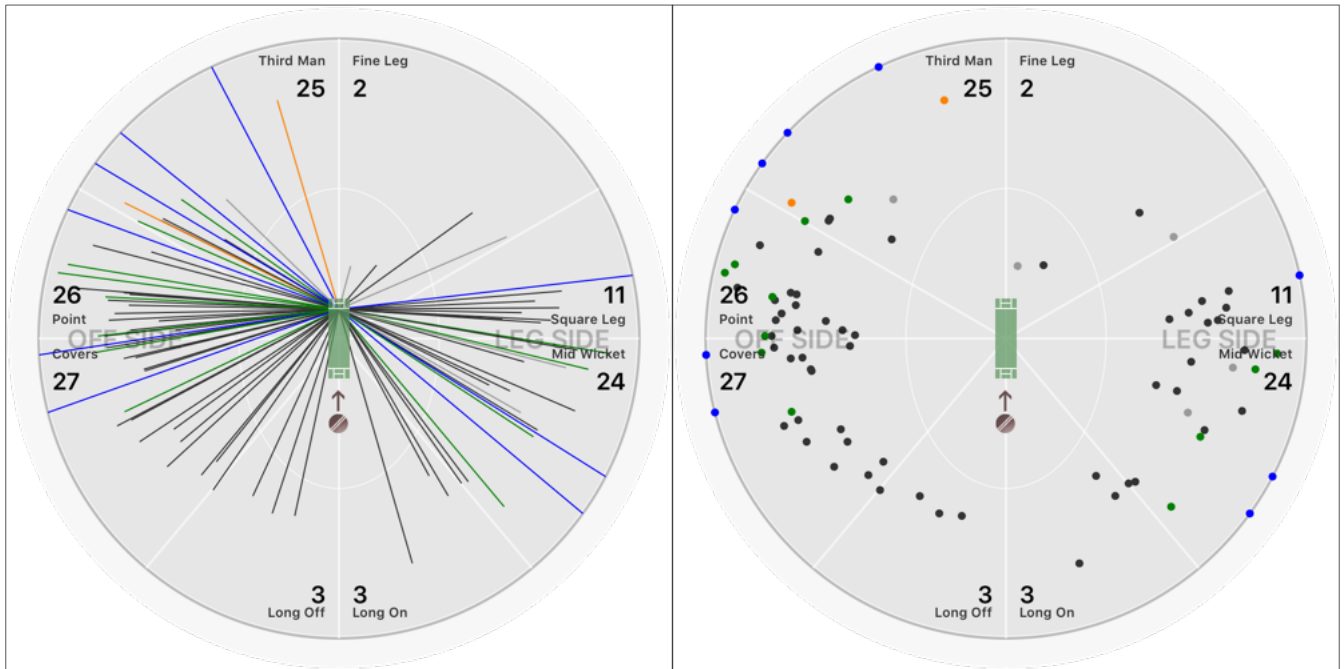 Third Man
Fine Leg
25
2
26
Point
11
Square Leg
OFF SIDE
LEG SIDE
Covers
Mid Wicket
27
24
3
Long Off
3
Long On
Third Man
Fine Leg
25
2
26
Point
11
Square Leg
OFF SIDE
LEG SIDE
Covers
Mid Wicket
27
24
3
Long Off
3
Long On